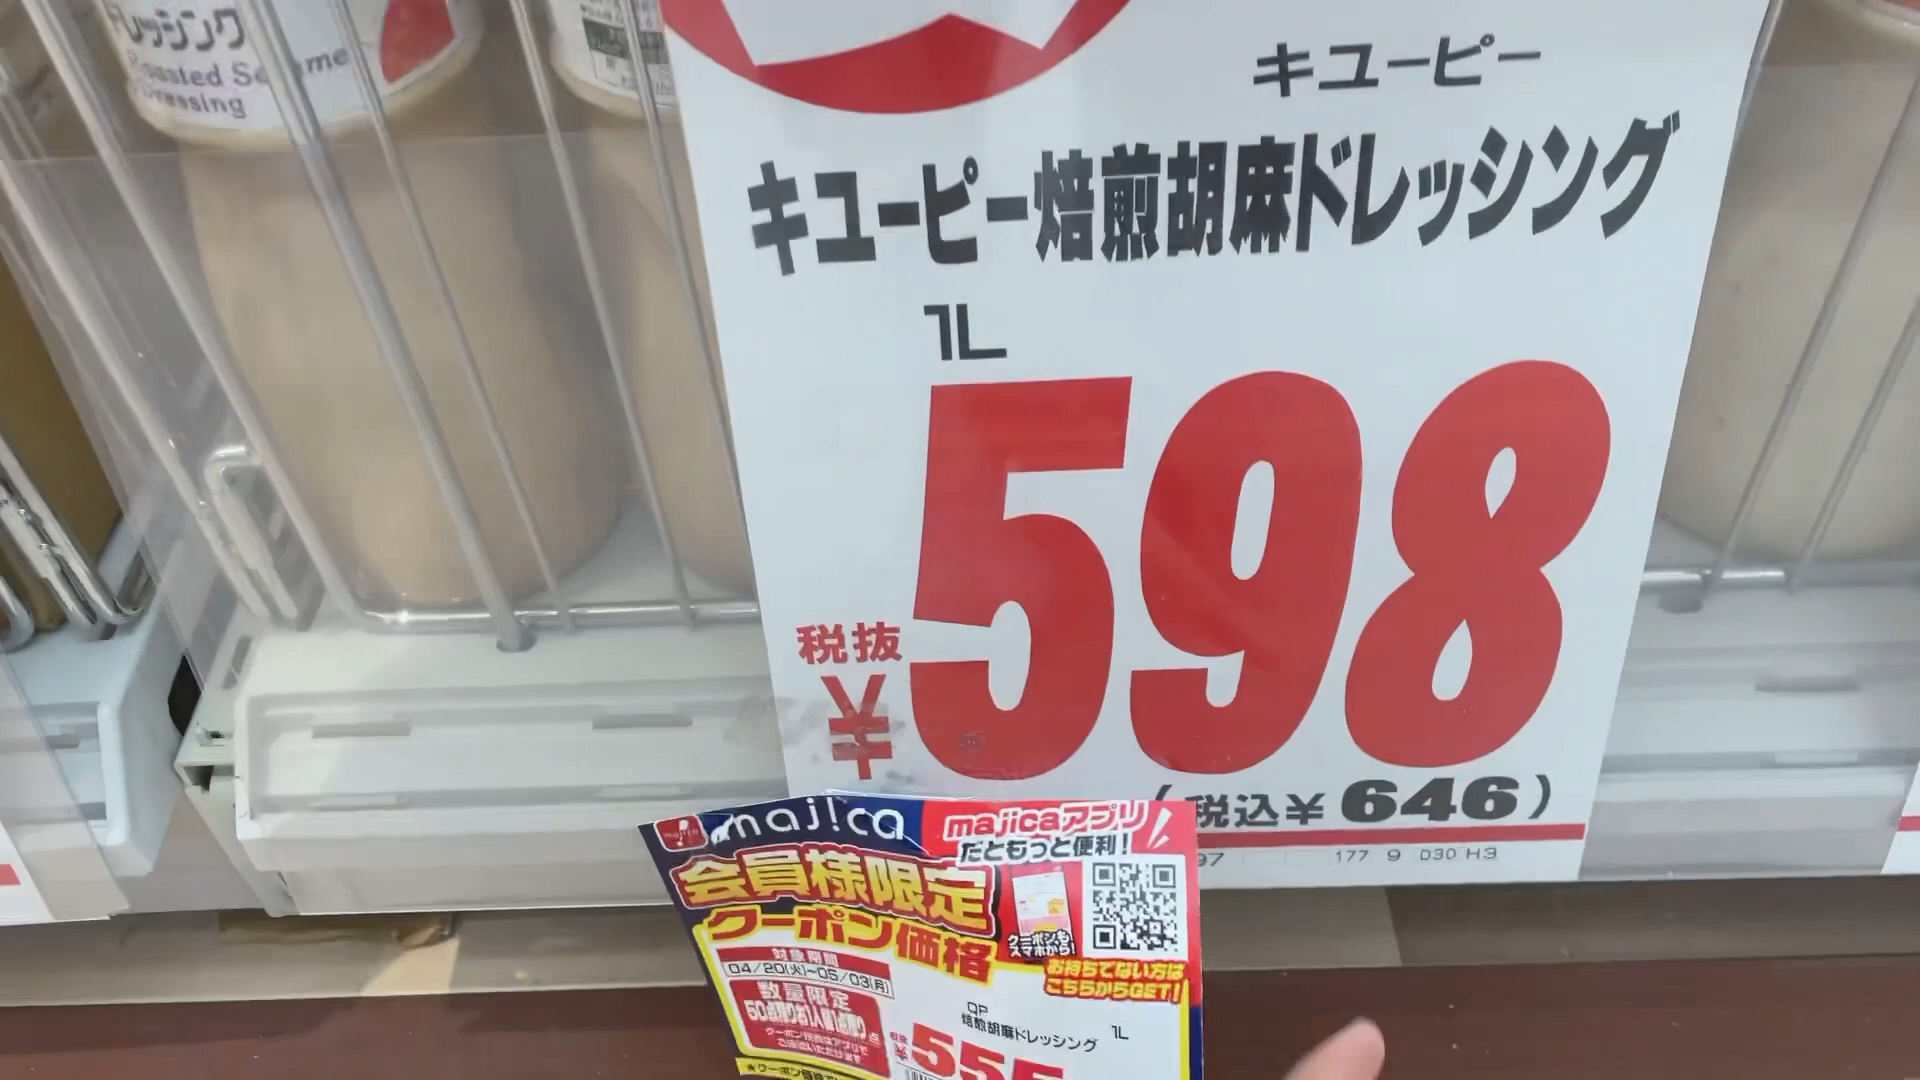 ドレッシング
Roasted Sesame
Dressing
キユーピー
キユーピー焙煎胡麻ドレッシング
1L
税抜
¥598
(税込¥646)
97 177 9 D30 H3
maj!ca
majicaアプリ
だともっと便利!
会員様限定
クーポン価格
クーポンも
スマホから!
お持ちでない方は
こちらからGET!
対象期間
04/20(火)~05/03(月)
数量限定
QP
焙煎胡麻ドレッシング 1L
555